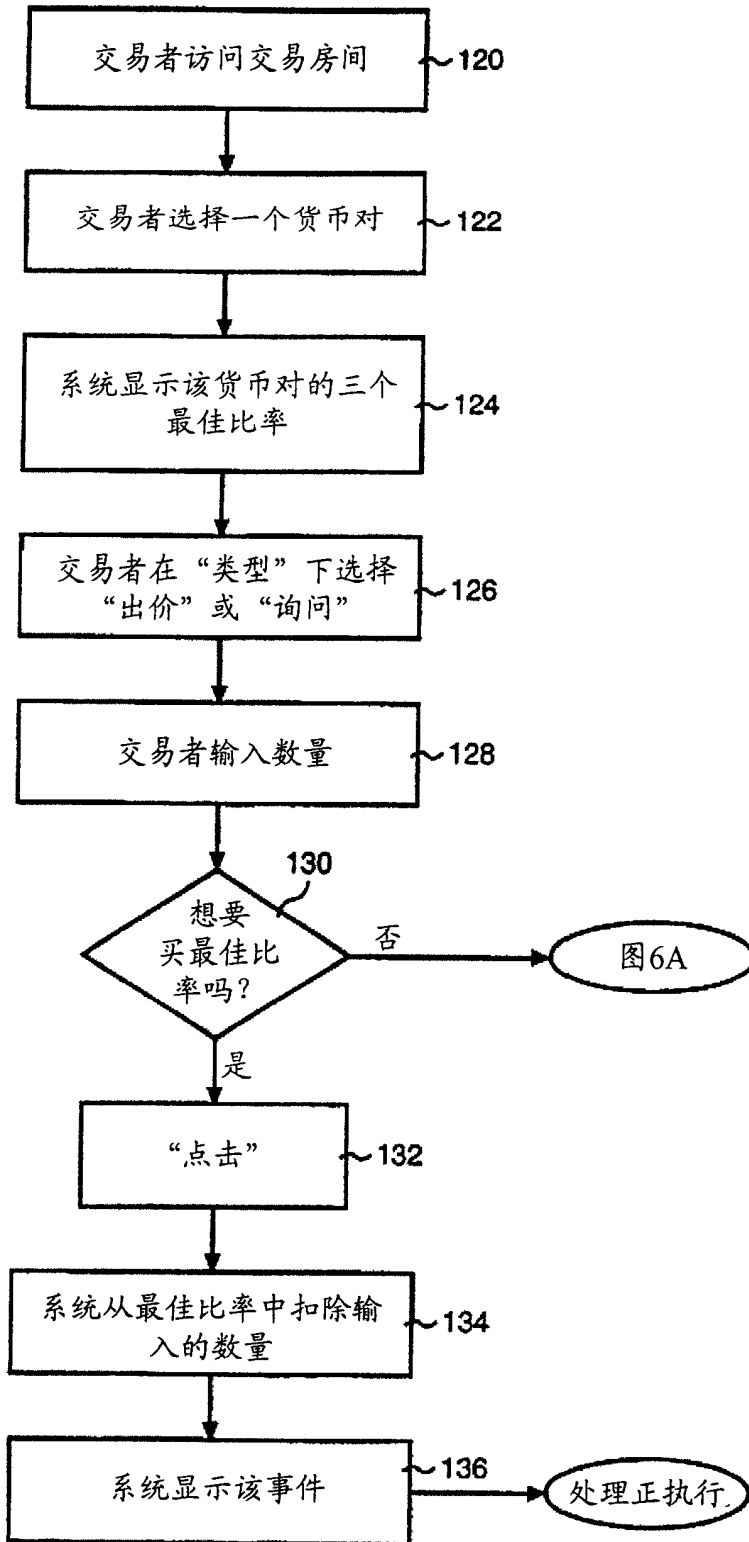 交易者访问交易房间
120
交易者选择一个货币对
122
系统显示该货币对的三个
最佳比率
124
交易者在“类型”下选择
“出价”或“询问”
126
交易者输入数量
128
130
想要
买最佳比
率吗?
否
图6A
是
“点击”
132
系统从最佳比率中扣除输
入的数量
134
系统显示该事件
136
处理正执行